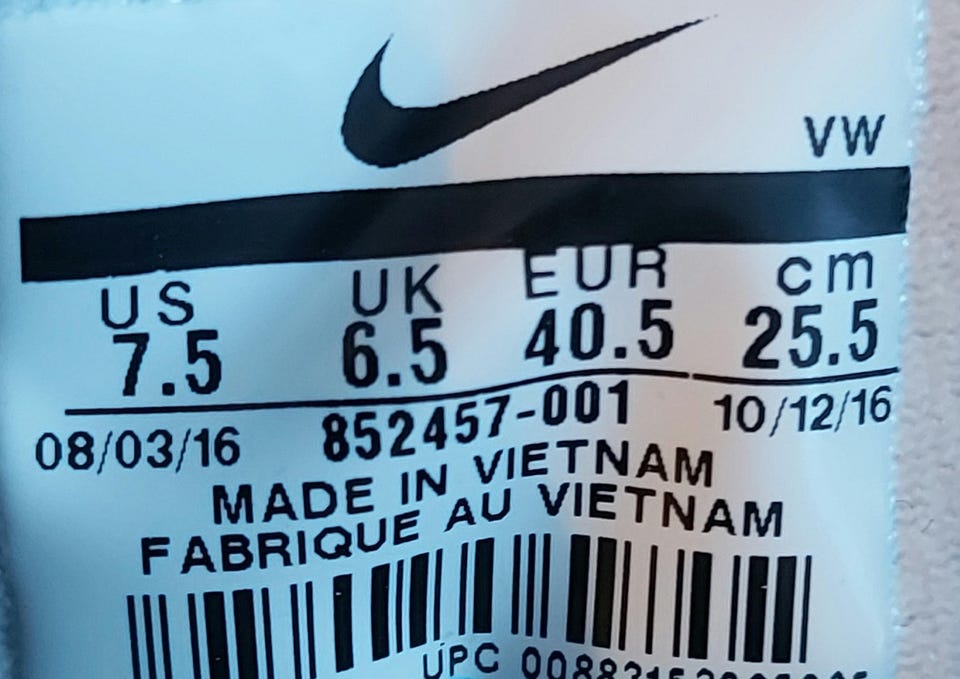 VW
US UK EUR cm
7.5 6.5 40.5 25.5
08/03/16 852457-001 10/12/16
MADE IN VIETNAM
FABRIQUE AU VIETNAM
UPC